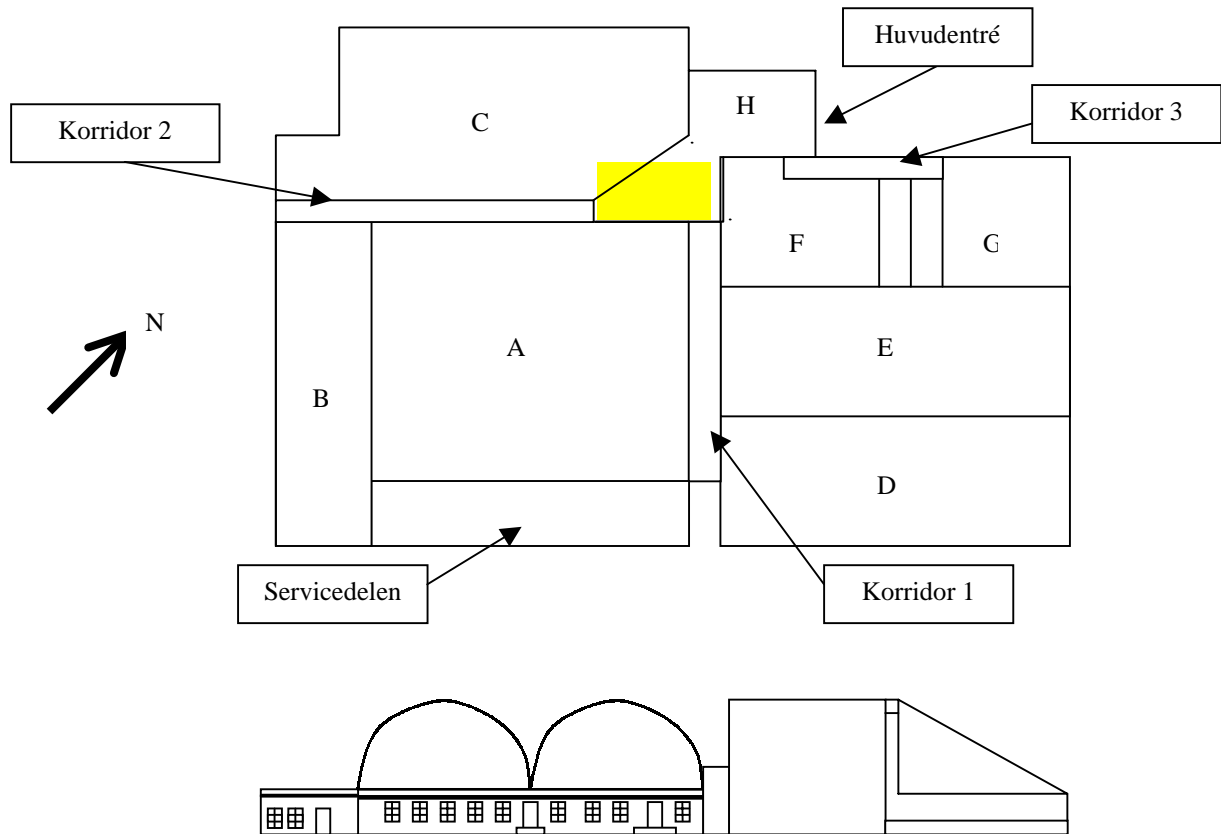 Huvudentré
H
Korridor 3
C
Korridor 2
F
G
N
A
E
B
D
Servicedelen
Korridor 1